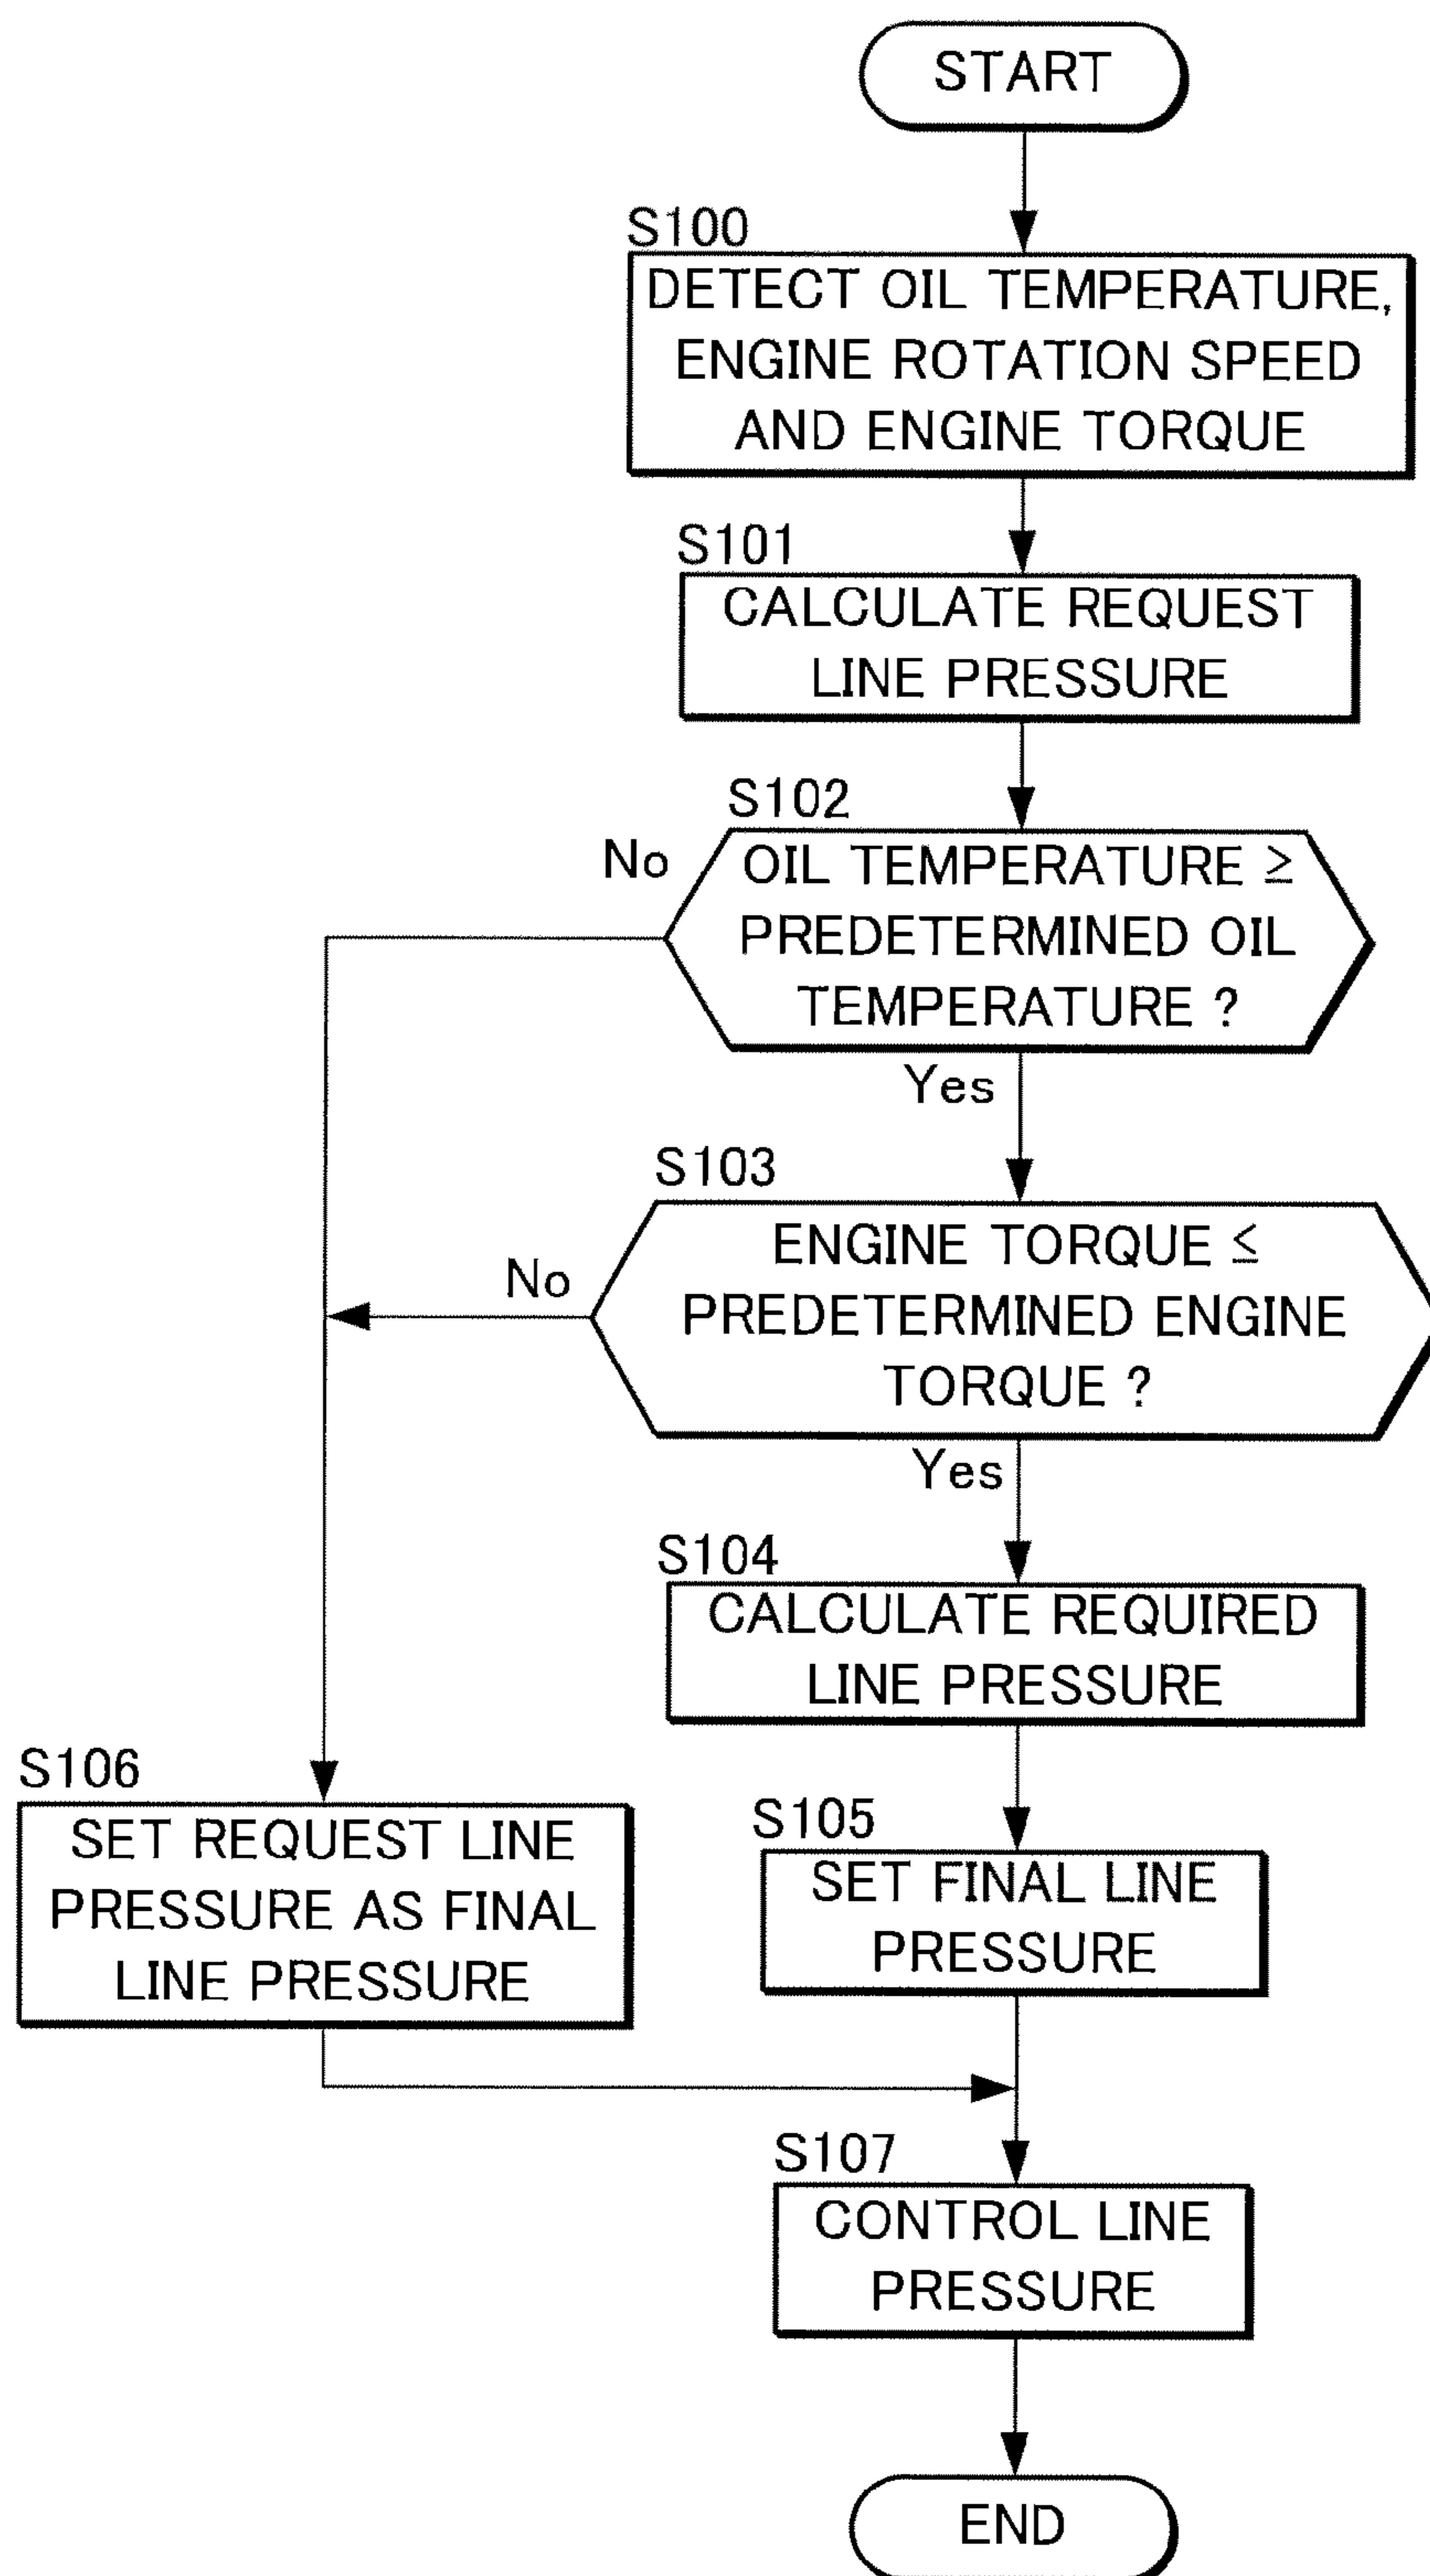 START
S100
DETECT OIL TEMPERATURE,
ENGINE ROTATION SPEED
AND ENGINE TORQUE
S101
CALCULATE REQUEST
LINE PRESSURE
S102
No
OIL TEMPERATURE ≥
PREDETERMINED OIL
TEMPERATURE ?
Yes
S103
No
ENGINE TORQUE ≤
PREDETERMINED ENGINE
TORQUE ?
Yes
S104
CALCULATE REQUIRED
LINE PRESSURE
S106
SET REQUEST LINE
PRESSURE AS FINAL
LINE PRESSURE
S105
SET FINAL LINE
PRESSURE
S107
CONTROL LINE
PRESSURE
END